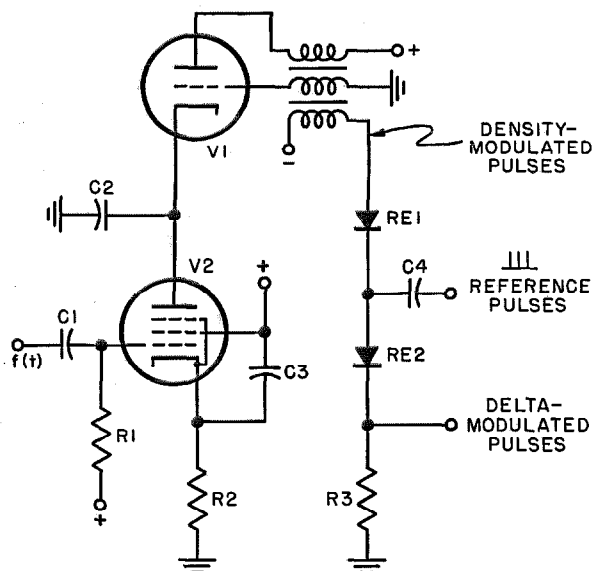 +
V1
−
DENSITY-
MODULATED
PULSES
C2
RE1
V2
+
C4
REFERENCE
PULSES
C1
f(t)
RE2
C3
R1
DELTA-
MODULATED
PULSES
+
R2
R3